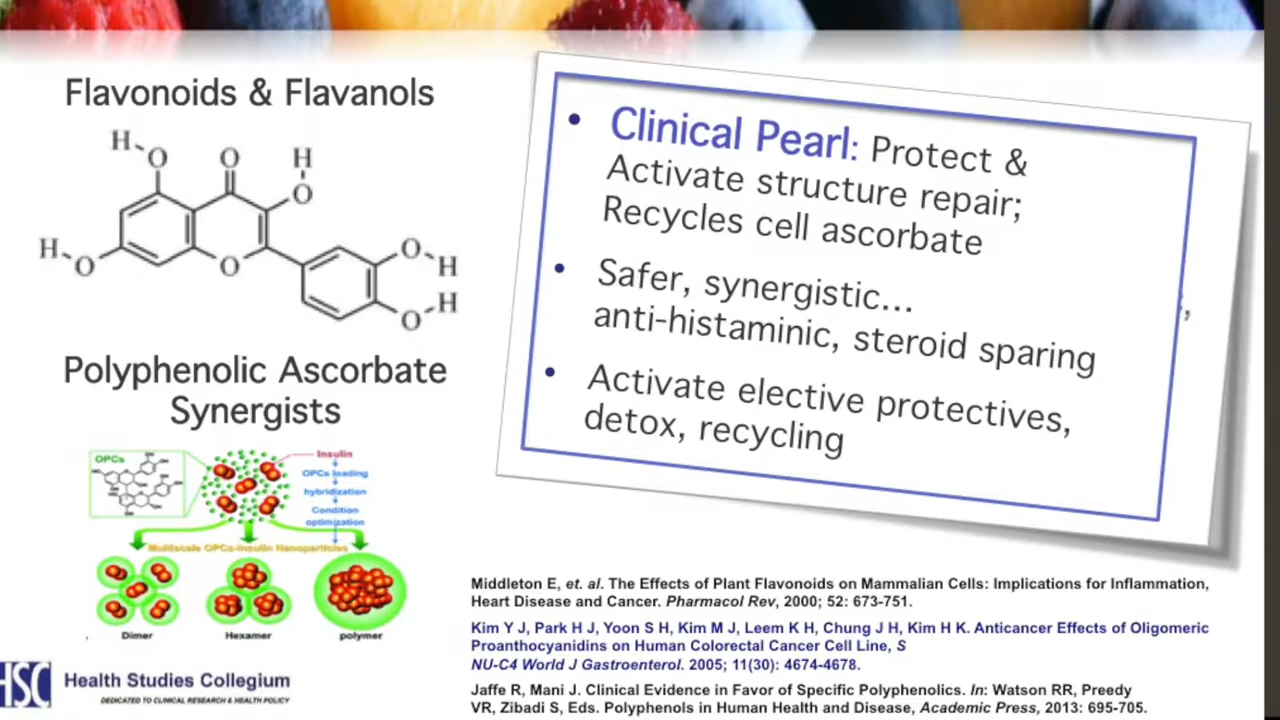 Flavonoids & Flavanols
H
O
O
H
O
H
O
O
O
H
O
H
Polyphenolic Ascorbate
Synergists
OPCs
Insulin
OPCs loading
hybridization
Condition
optimization
Multiscale OPCs-Insulin Nanoparticles
Dimer
Hexamer
polymer
HSC
Health Studies Collegium
DEDICATED TO CLINICAL RESEARCH & HEALTH POLICY
• Clinical Pearl: Protect &
Activate structure repair;
Recycles cell ascorbate
• Safer, synergistic...
anti-histaminic, steroid sparing
• Activate elective protectives,
detox, recycling
Middleton E, et. al. The Effects of Plant Flavonoids on Mammalian Cells: Implications for Inflammation,
Heart Disease and Cancer. Pharmacol Rev, 2000; 52: 673-751.
Kim Y J, Park H J, Yoon S H, Kim M J, Leem K H, Chung J H, Kim H K. Anticancer Effects of Oligomeric
Proanthocyanidins on Human Colorectal Cancer Cell Line, S
NU-C4 World J Gastroenterol. 2005; 11(30): 4674-4678.
Jaffe R, Mani J. Clinical Evidence in Favor of Specific Polyphenolics. In: Watson RR, Preedy
VR, Zibadi S, Eds. Polyphenols in Human Health and Disease, Academic Press, 2013: 695-705.